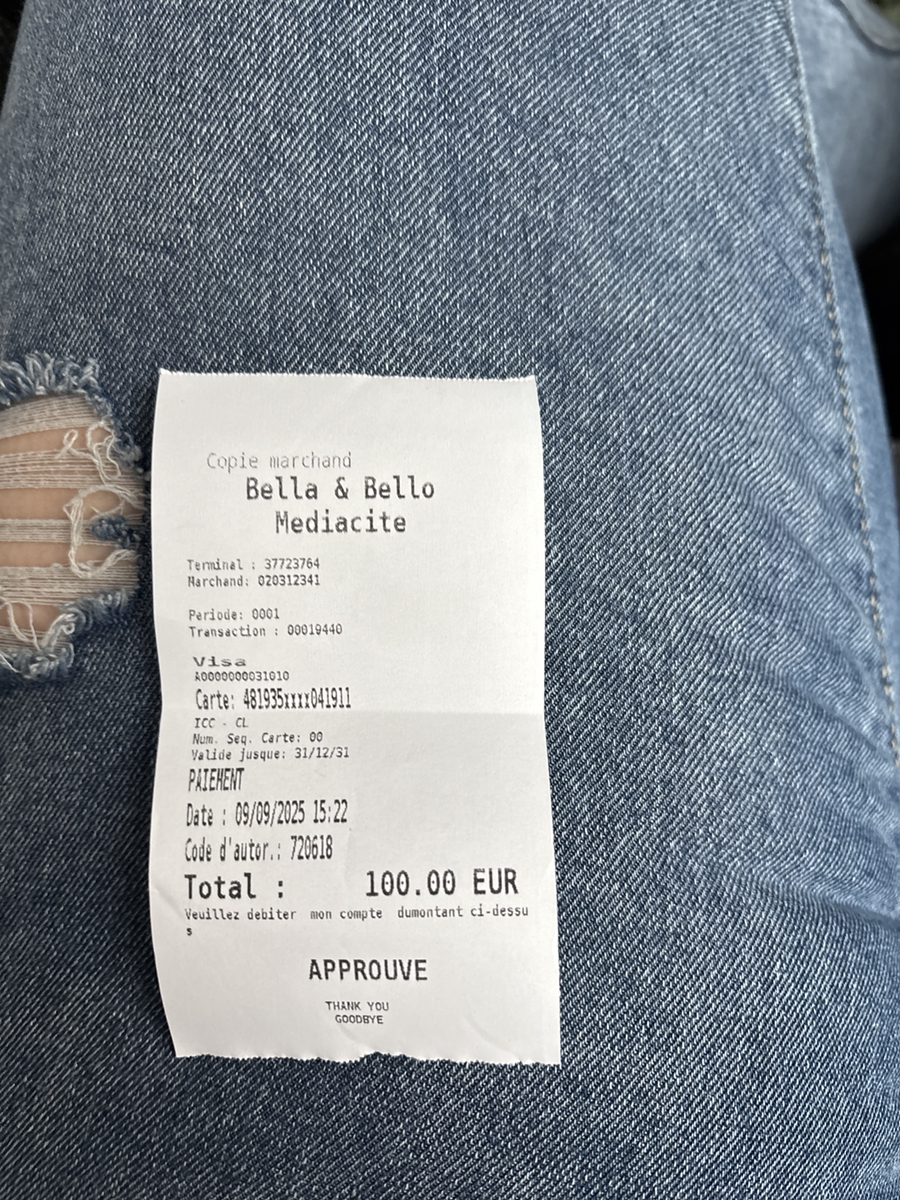 Copie marchand
Bella & Bello
Mediacite
Terminal : 37723764
Marchand: 020312341
Periode: 0001
Transaction : 00019440
Visa
A0000000031010
Carte: 481935xxxx041911
ICC - CL
Num. Seq. Carte: 00
Valide jusque: 31/12/31
PAIEMENT
Date : 09/09/2025 15:22
Code d'autor.: 720618
Total : 100.00 EUR
Veuillez debiter mon compte dumontant ci-dessu
s
APPROUVE
THANK YOU
GOODBYE